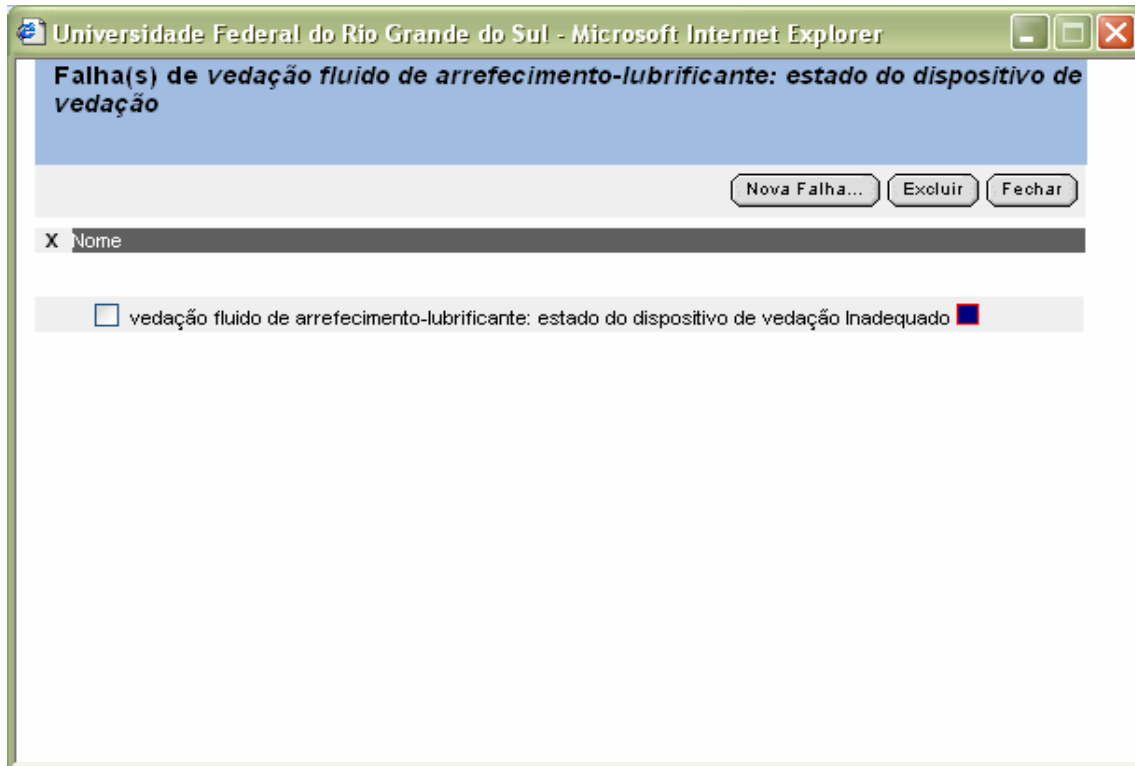 Universidade Federal do Rio Grande do Sul - Microsoft Internet Explorer
Falha(s) de vedação fluido de arrefecimento-lubrificante: estado do dispositivo de
vedação
Nova Falha... Excluir Fechar
X Nome
vedação fluido de arrefecimento-lubrificante: estado do dispositivo de vedação Inadequado